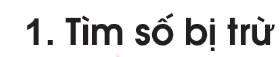 1. Tìm số bị trừ